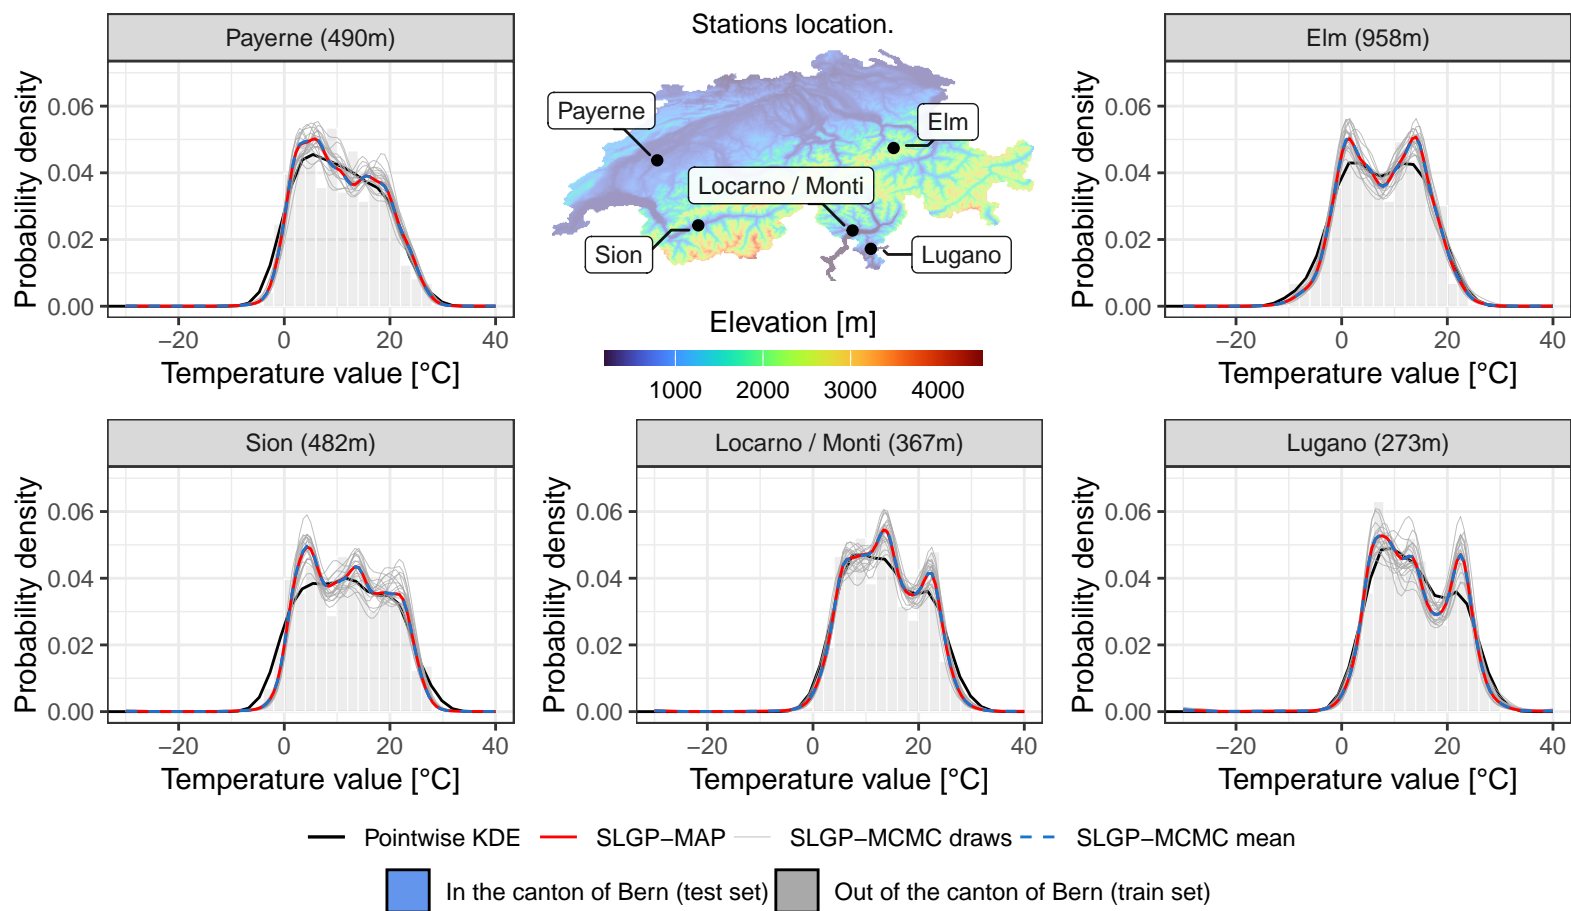 Payerne (490m)
Probability density
0.06
0.04
0.02
0.00
−20
0
20
40
Temperature value [°C]
Stations location.
Payerne
Elm
Locarno / Monti
Sion
Lugano
Elevation [m]
1000
2000
3000
4000
Elm (958m)
Probability density
0.06
0.04
0.02
0.00
−20
0
20
40
Temperature value [°C]
Sion (482m)
Probability density
0.06
0.04
0.02
0.00
−20
0
20
40
Temperature value [°C]
Locarno / Monti (367m)
Probability density
0.06
0.04
0.02
0.00
−20
0
20
40
Temperature value [°C]
Lugano (273m)
Probability density
0.06
0.04
0.02
0.00
−20
0
20
40
Temperature value [°C]
Pointwise KDE SLGP−MAP SLGP−MCMC draws SLGP−MCMC mean
In the canton of Bern (test set) Out of the canton of Bern (train set)